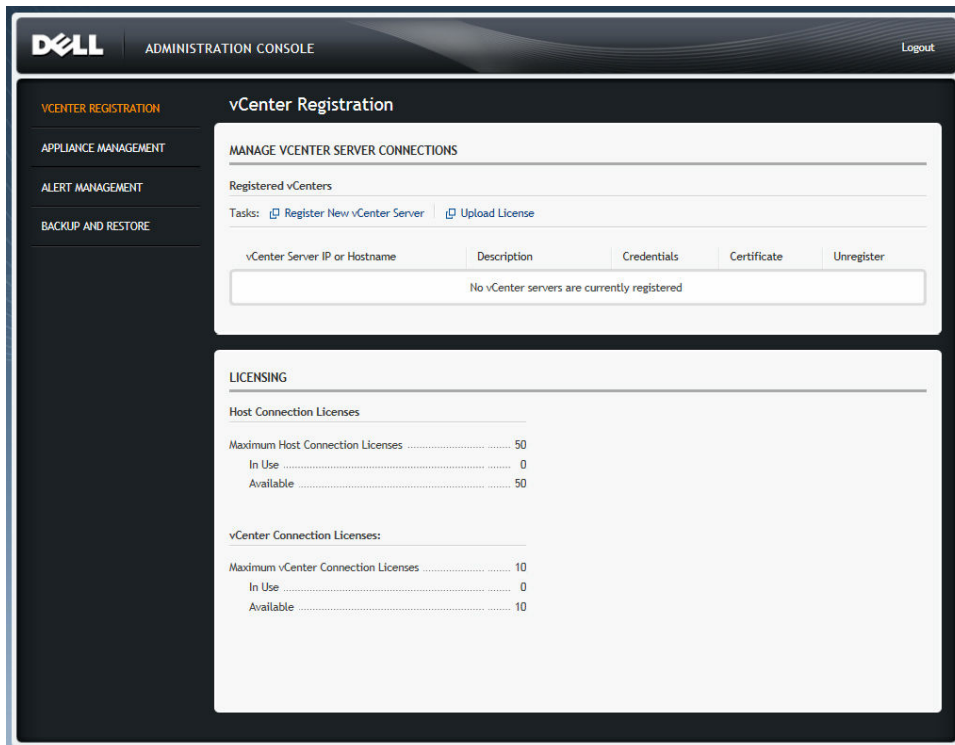 DELL
ADMINISTRATION CONSOLE
Logout
VCENTER REGISTRATION
APPLIANCE MANAGEMENT
ALERT MANAGEMENT
BACKUP AND RESTORE
vCenter Registration
MANAGE VCENTER SERVER CONNECTIONS
Registered vCenters
Tasks: Register New vCenter Server Upload License
vCenter Server IP or Hostname Description Credentials Certificate Unregister
No vCenter servers are currently registered
LICENSING
Host Connection Licenses
Maximum Host Connection Licenses 50
In Use 0
Available 50
vCenter Connection Licenses:
Maximum vCenter Connection Licenses 10
In Use 0
Available 10